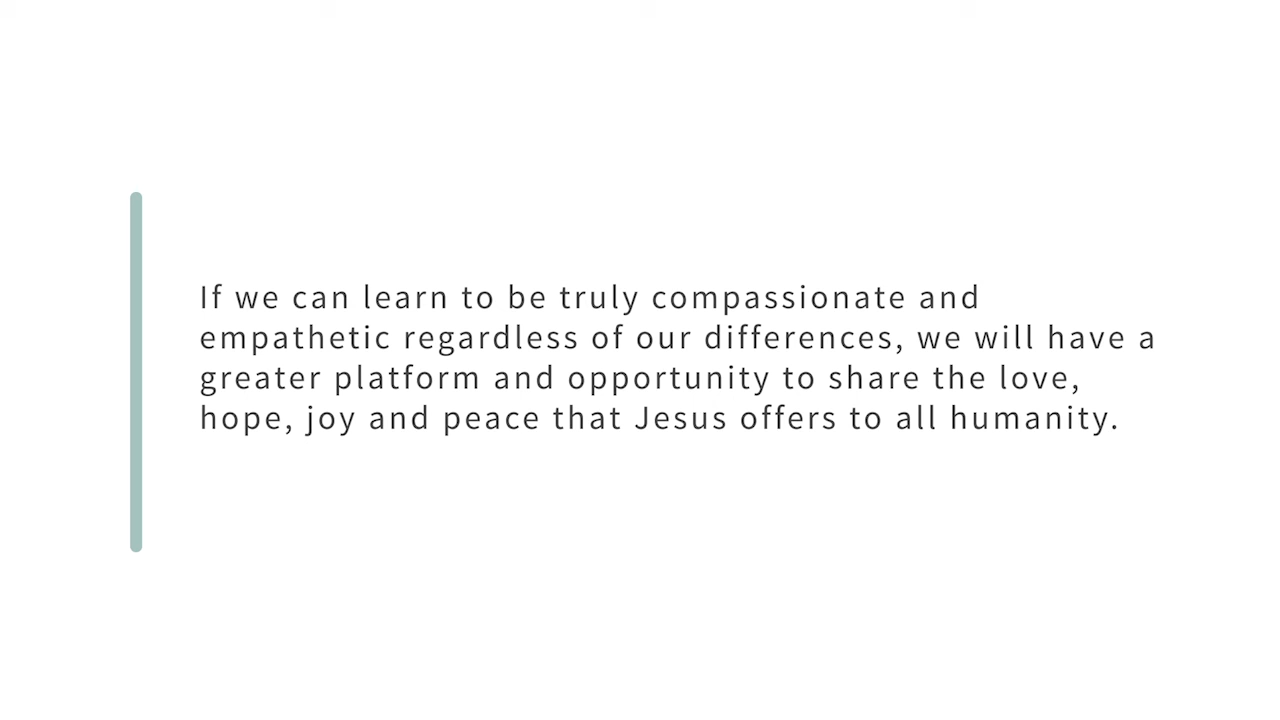 If we can learn to be truly compassionate and
empathetic regardless of our differences, we will have a
greater platform and opportunity to share the love,
hope, joy and peace that Jesus offers to all humanity.